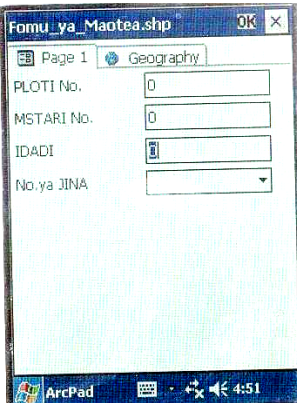 Fomu_ya_Maotea.shp OK
Page 1 Geography
PLOTI No. 0
MSTARI No. 0
IDADI 0
No.ya JINA
ArcPad 4:51